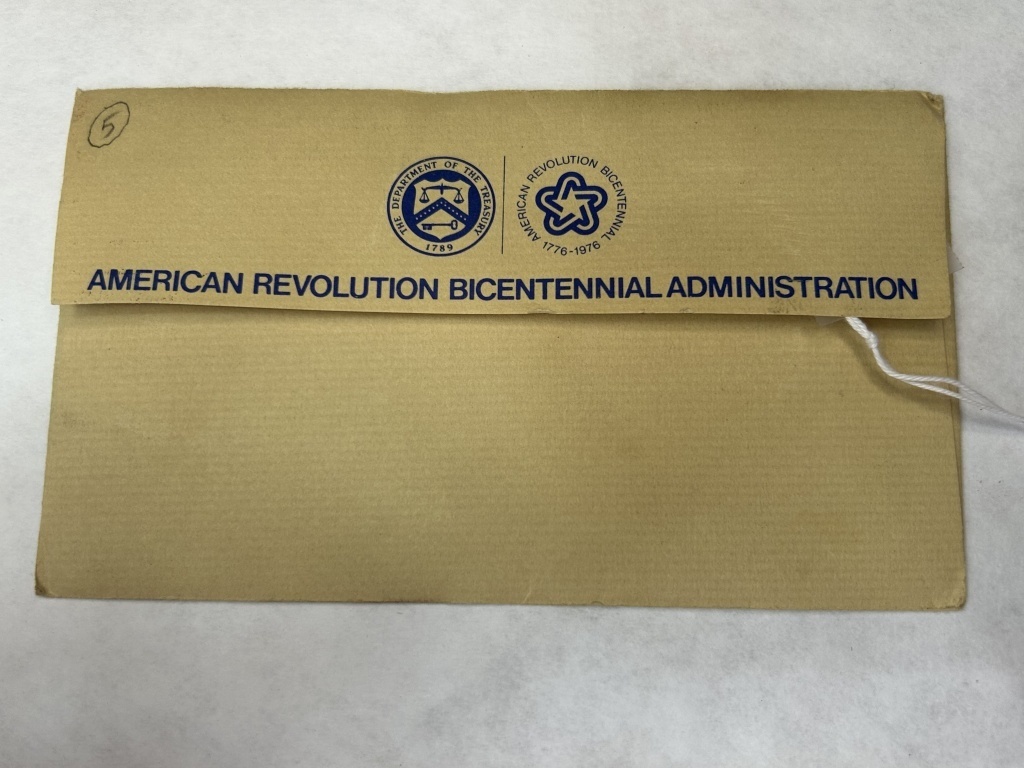 5
THE DEPARTMENT OF THE TREASURY
1789
AMERICAN REVOLUTION BICENTENNIAL
1776-1976
AMERICAN REVOLUTION BICENTENNIAL ADMINISTRATION